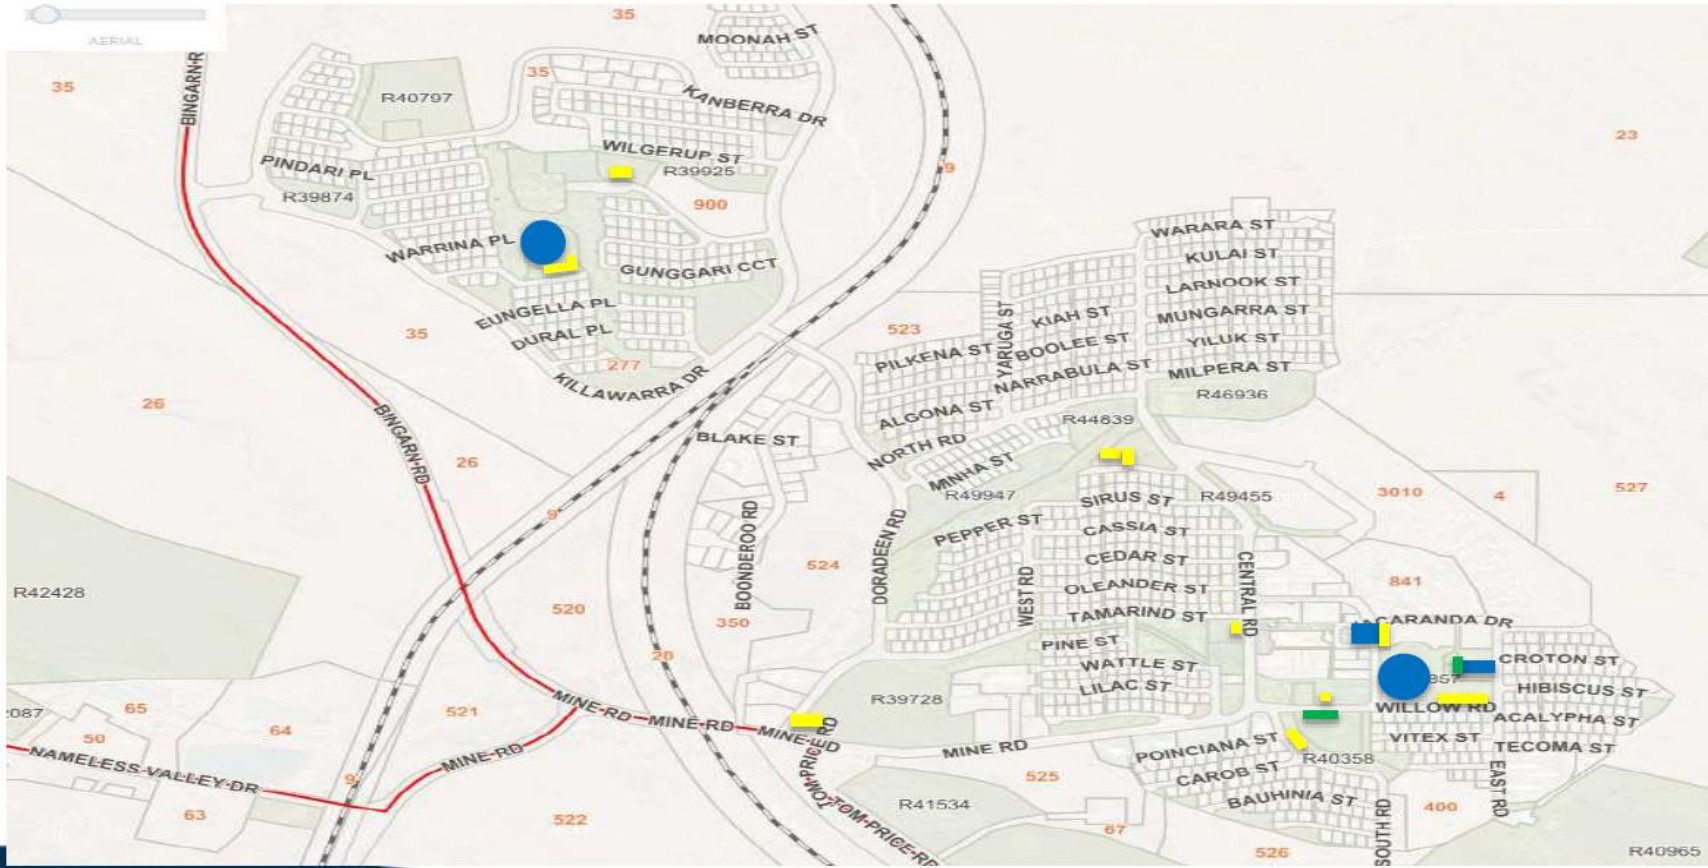 AERIAL
35
MOONAH ST
35
35
BINGARN R
R40797
KANBERRA DR
23
WILGERUP ST
PINDARI PL
R39925
9
R39874
900
WARRINA PL
WARARA ST
KULAI ST
GUNGGARI CCT
LARNOOK ST
EUNGELLA PL
KIAH ST
MUNGARRA ST
YARUGA ST
DURAL PL
35
523
PILKENA ST
BOOLEE ST
YILUK ST
277
NARRABULA ST
MILPERA ST
KILLAWARRA DR
R46936
26
ALGONA ST
R44839
BINGARN RD
BLAKE ST
NORTH RD
26
MINHA ST
R49947
SIRUS ST
R49455
3010
4
527
9
BOONDEROO RD
DORADEEN RD
PEPPER ST
CASSIA ST
524
CEDAR ST
CENTRAL RD
841
R42428
520
WEST RD
OLEANDER ST
350
TAMARIND ST
CARANDA DR
PINE ST
20
WATTLE ST
CROTON ST
LILAC ST
857
HIBISCUS ST
R39728
WILLOW RD
65
521
MINE RD
MINE RD
MINE RD
ACALYPHA ST
087
50
64
MINE RD
POINCIANA ST
VITEX ST
TECOMA ST
NAMELESS VALLEY DR
9
MINE RD
TOM PRICE RD
525
CAROB ST
R40358
EAST RD
63
522
TOM PRICE RD
R41534
67
BAUHINIA ST
SOUTH RD
400
526
R40965